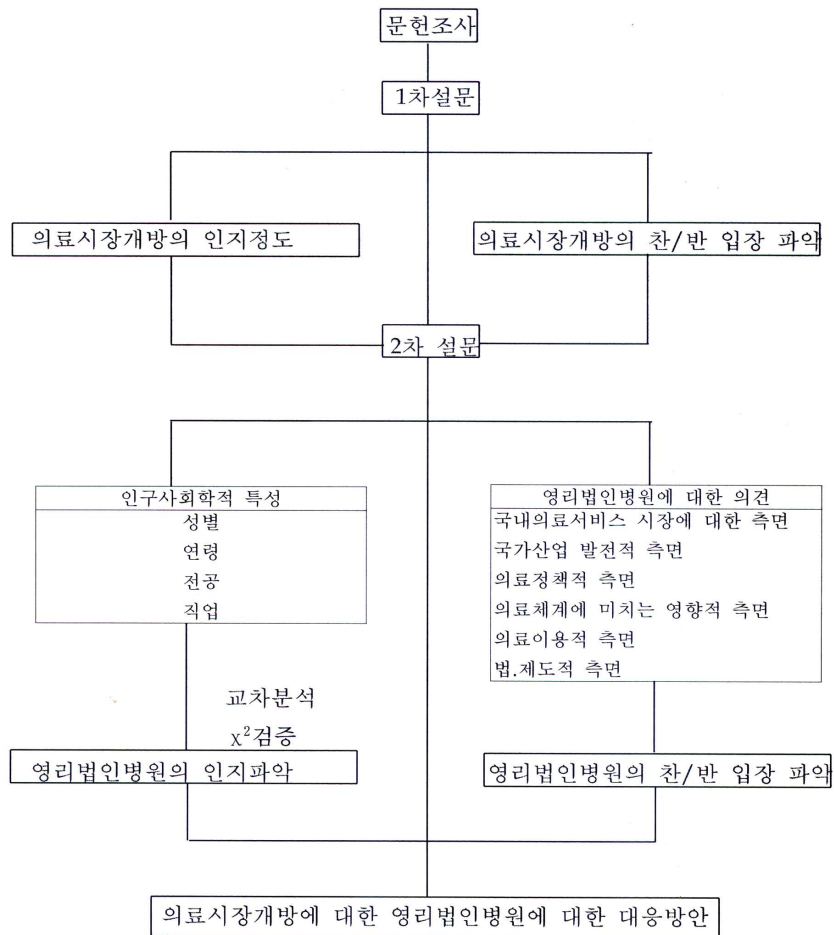 문헌조사
1차설문
의료시장개방의 인지정도
의료시장개방의 찬/반 입장 파악
2차 설문
인구사회학적 특성
성별
연령
전공
직업
영리법인병원에 대한 의견
국내의료서비스 시장에 대한 측면
국가산업 발전적 측면
의료정책적 측면
의료체계에 미치는 영향적 측면
의료이용적 측면
법.제도적 측면
교차분석
χ²검증
영리법인병원의 인지파악
영리법인병원의 찬/반 입장 파악
의료시장개방에 대한 영리법인병원에 대한 대응방안